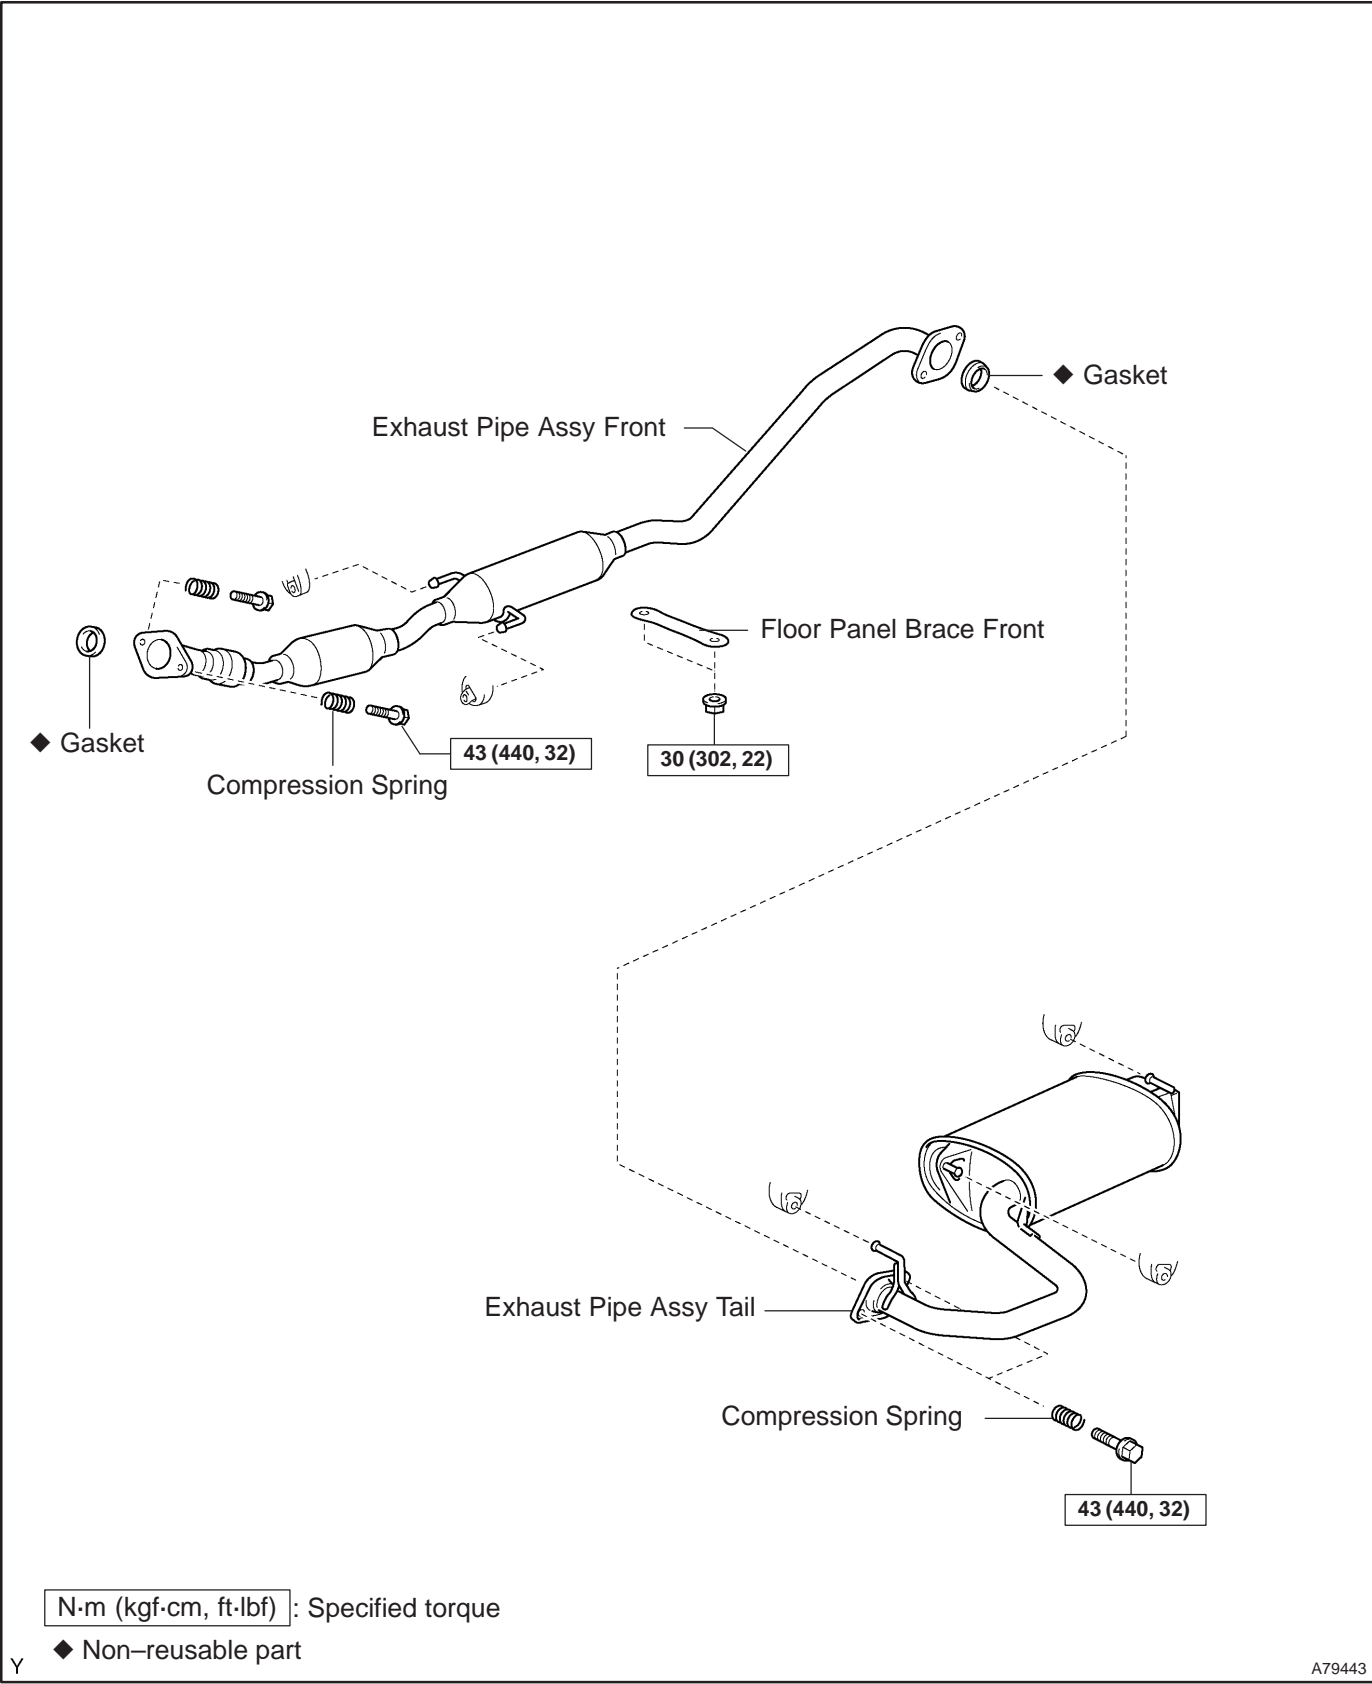 ◆ Gasket
Exhaust Pipe Assy Front
Floor Panel Brace Front
◆ Gasket
43 (440, 32)
30 (302, 22)
Compression Spring
Exhaust Pipe Assy Tail
Compression Spring
43 (440, 32)
N·m (kgf·cm, ft·lbf) : Specified torque
◆ Non–reusable part
Y
A79443